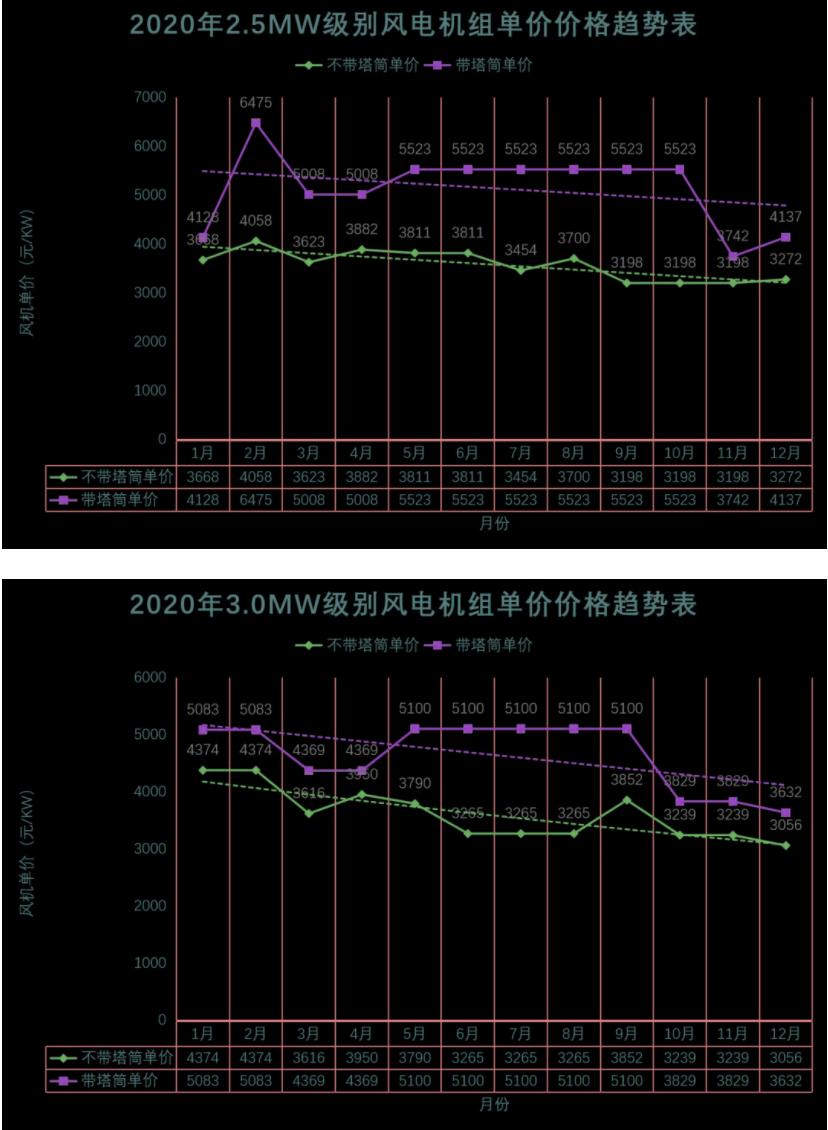 2020年2.5MW级别风电机组单价价格趋势表
不带塔筒单价 带塔筒单价
7000
6000
5000
4000
3000
2000
1000
0
风机单价（元/KW）
4128 6475 5008 5008 5523 5523 5523 5523 5523 5523 3742 4137
3668 4058 3623 3882 3811 3811 3454 3700 3198 3198 3198 3272
1月 2月 3月 4月 5月 6月 7月 8月 9月 10月 11月 12月
不带塔筒单价 3668 4058 3623 3882 3811 3811 3454 3700 3198 3198 3198 3272
带塔筒单价 4128 6475 5008 5008 5523 5523 5523 5523 5523 5523 3742 4137
月份
2020年3.0MW级别风电机组单价价格趋势表
不带塔筒单价 带塔筒单价
6000
5000
4000
3000
2000
1000
0
风机单价（元/KW）
5083 5083 4369 4369 5100 5100 5100 5100 5100 3829 3829 3632
4374 4374 3616 3950 3790 3265 3265 3265 3852 3239 3239 3056
1月 2月 3月 4月 5月 6月 7月 8月 9月 10月 11月 12月
不带塔筒单价 4374 4374 3616 3950 3790 3265 3265 3265 3852 3239 3239 3056
带塔筒单价 5083 5083 4369 4369 5100 5100 5100 5100 5100 3829 3829 3632
月份